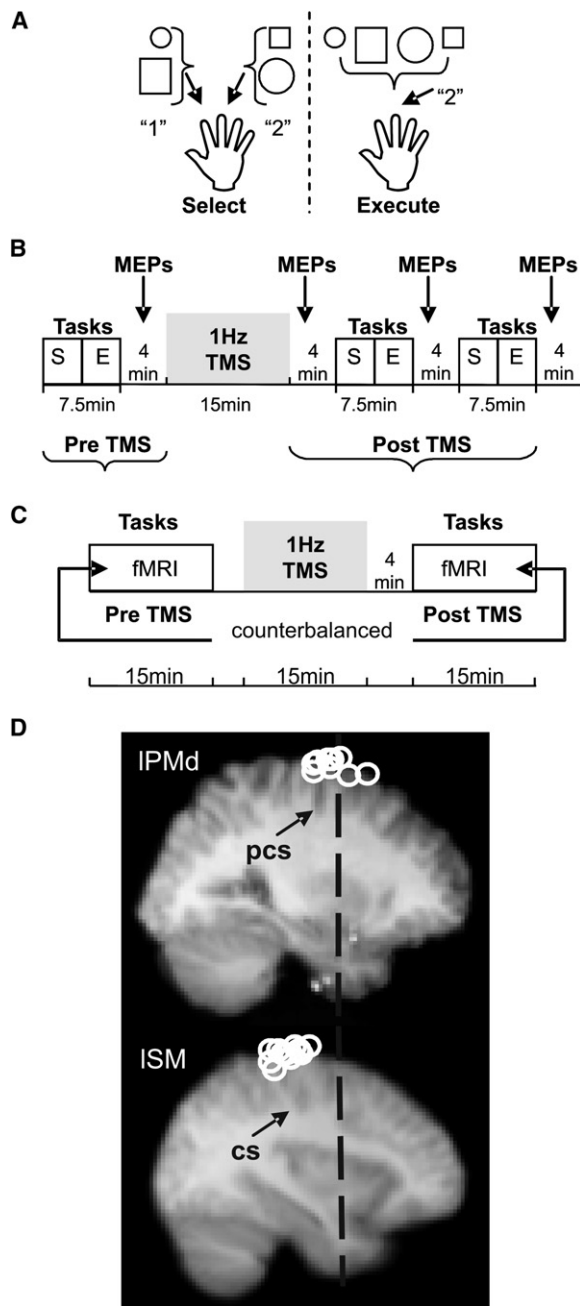 A
"1"
"2"
"2"
Select
Execute
B
MEPs MEPs MEPs MEPs
Tasks 1Hz TMS Tasks Tasks
S E 4 min 4 min S E 4 min S E 4 min
7.5min 15min 7.5min 7.5min
Pre TMS Post TMS
C
Tasks 1Hz TMS Tasks
fMRI 4 min fMRI
Pre TMS Post TMS
counterbalanced
15min 15min 15min
D
lPMd
pcs
lSM
cs